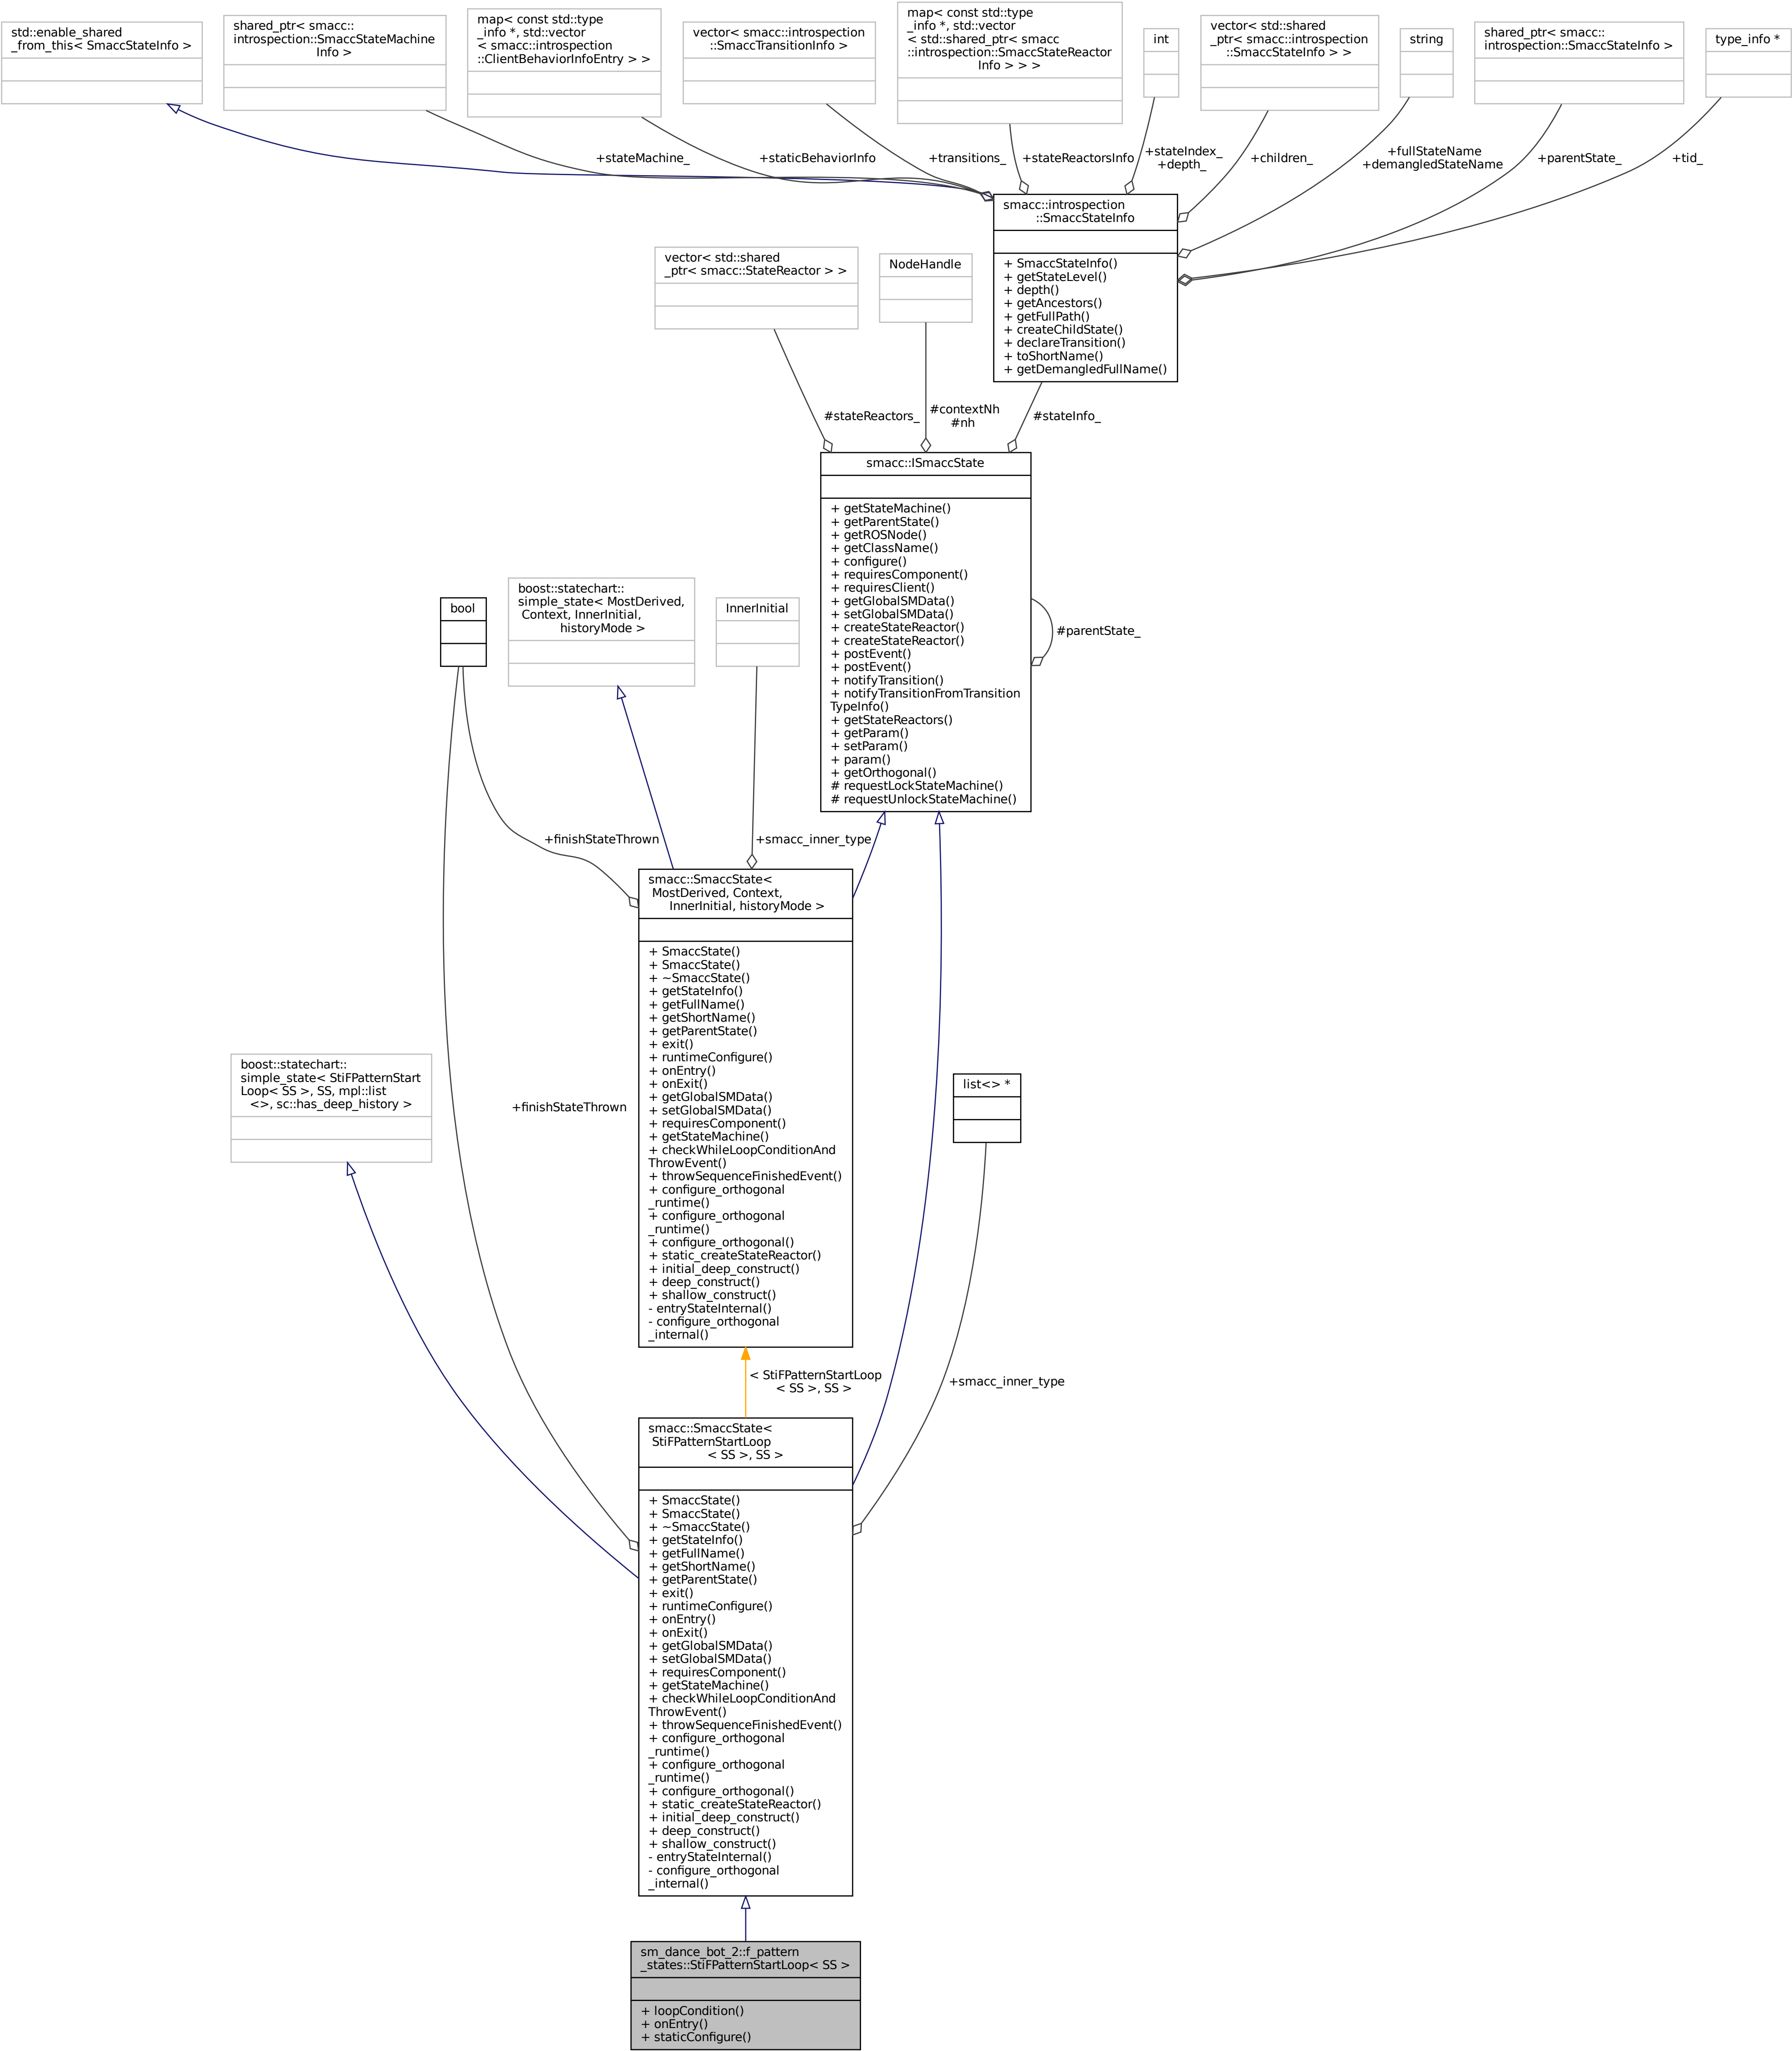 std::enable_shared
_from_this< SmaccStateInfo >
shared_ptr< smacc::
introspection::SmaccStateMachine
Info >
map< const std::type
_info *, std::vector
< smacc::introspection
::ClientBehaviorInfoEntry > >
vector< smacc::introspection
::SmaccTransitionInfo >
map< const std::type
_info *, std::vector
< std::shared_ptr< smacc
::introspection::SmaccStateReactor
Info > > >
int
vector< std::shared
_ptr< smacc::introspection
::SmaccStateInfo > >
string
shared_ptr< smacc::
introspection::SmaccStateInfo >
type_info *
+stateMachine_
+staticBehaviorInfo
+transitions_
+stateReactorsInfo
+stateIndex_
+depth_
+children_
+fullStateName
+demangledStateName
+parentState_
+tid_
smacc::introspection
::SmaccStateInfo
+ SmaccStateInfo()
+ getStateLevel()
+ depth()
+ getAncestors()
+ getFullPath()
+ createChildState()
+ declareTransition()
+ toShortName()
+ getDemangledFullName()
vector< std::shared
_ptr< smacc::StateReactor > >
NodeHandle
#stateReactors_
#contextNh
#nh
#stateInfo_
smacc::ISmaccState
+ getStateMachine()
+ getParentState()
+ getROSNode()
+ getClassName()
+ configure()
+ requiresComponent()
+ requiresClient()
+ getGlobalSMData()
+ setGlobalSMData()
+ createStateReactor()
+ createStateReactor()
+ postEvent()
+ postEvent()
+ notifyTransition()
+ notifyTransitionFromTransition
TypeInfo()
+ getStateReactors()
+ getParam()
+ setParam()
+ param()
+ getOrthogonal()
# requestLockStateMachine()
# requestUnlockStateMachine()
#parentState_
bool
boost::statechart::
simple_state< MostDerived,
Context, InnerInitial,
historyMode >
InnerInitial
+finishStateThrown
+smacc_inner_type
smacc::SmaccState<
MostDerived, Context,
InnerInitial, historyMode >
+ SmaccState()
+ SmaccState()
+ ~SmaccState()
+ getStateInfo()
+ getFullName()
+ getShortName()
+ getParentState()
+ exit()
+ runtimeConfigure()
+ onEntry()
+ onExit()
+ getGlobalSMData()
+ setGlobalSMData()
+ requiresComponent()
+ getStateMachine()
+ checkWhileLoopConditionAnd
ThrowEvent()
+ throwSequenceFinishedEvent()
+ configure_orthogonal
_runtime()
+ configure_orthogonal
_runtime()
+ configure_orthogonal()
+ static_createStateReactor()
+ initial_deep_construct()
+ deep_construct()
+ shallow_construct()
- entryStateInternal()
- configure_orthogonal
_internal()
boost::statechart::
simple_state< StiFPatternStart
Loop< SS >, SS, mpl::list
<>, sc::has_deep_history >
+finishStateThrown
list<> *
< StiFPatternStartLoop
< SS >, SS >
+smacc_inner_type
smacc::SmaccState<
StiFPatternStartLoop
< SS >, SS >
+ SmaccState()
+ SmaccState()
+ ~SmaccState()
+ getStateInfo()
+ getFullName()
+ getShortName()
+ getParentState()
+ exit()
+ runtimeConfigure()
+ onEntry()
+ onExit()
+ getGlobalSMData()
+ setGlobalSMData()
+ requiresComponent()
+ getStateMachine()
+ checkWhileLoopConditionAnd
ThrowEvent()
+ throwSequenceFinishedEvent()
+ configure_orthogonal
_runtime()
+ configure_orthogonal
_runtime()
+ configure_orthogonal()
+ static_createStateReactor()
+ initial_deep_construct()
+ deep_construct()
+ shallow_construct()
- entryStateInternal()
- configure_orthogonal
_internal()
sm_dance_bot_2::f_pattern
_states::StiFPatternStartLoop< SS >
+ loopCondition()
+ onEntry()
+ staticConfigure()